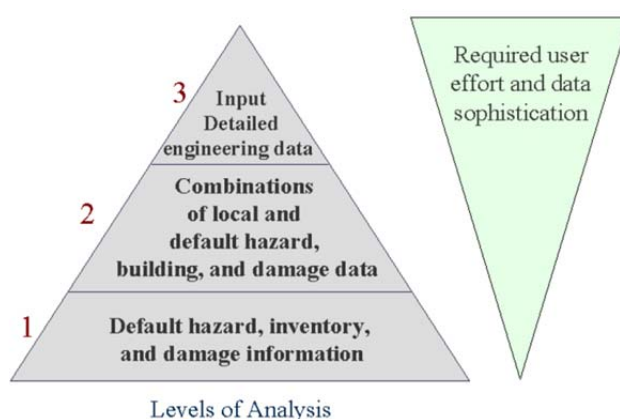 3
Input
Detailed
engineering data
2
Combinations
of local and
default hazard,
building, and damage data
1
Default hazard, inventory,
and damage information
Levels of Analysis
Required user
effort and data
sophistication